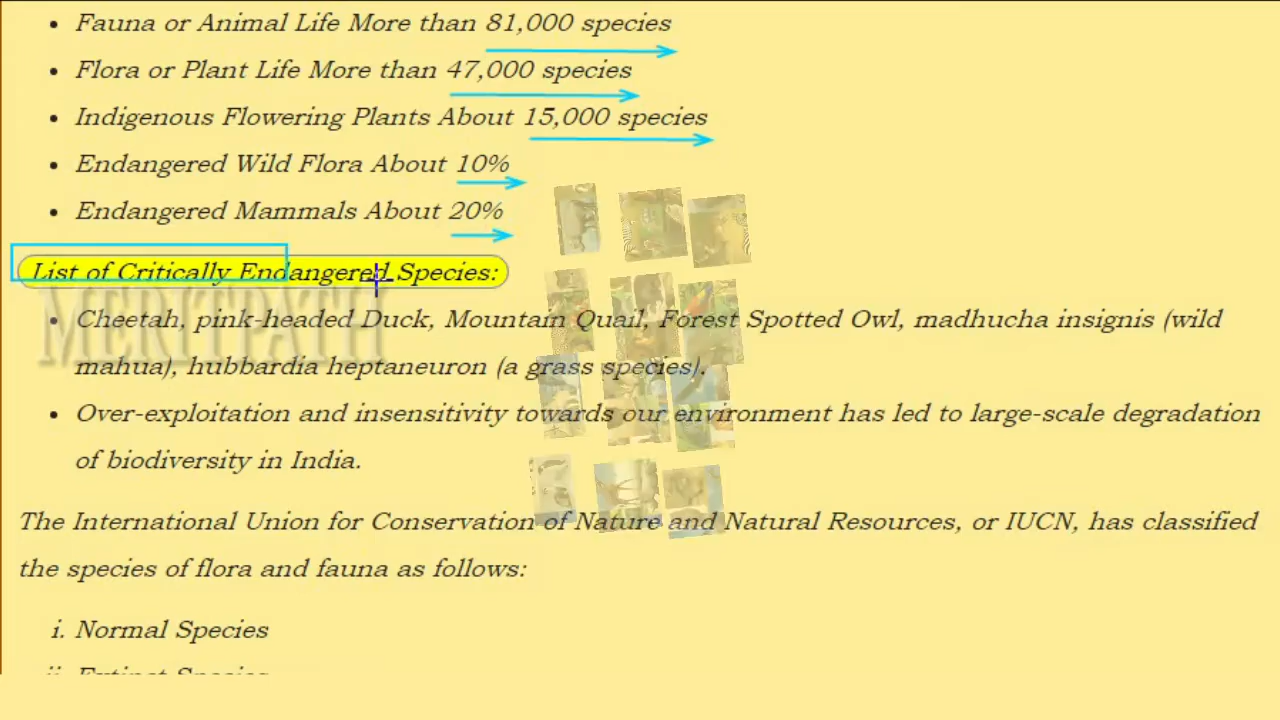 • Fauna or Animal Life More than 81,000 species
• Flora or Plant Life More than 47,000 species
• Indigenous Flowering Plants About 15,000 species
• Endangered Wild Flora About 10%
• Endangered Mammals About 20%
List of Critically Endangered Species:
MERITPATH
• Cheetah, pink-headed Duck, Mountain Quail, Forest Spotted Owl, madhucha insignis (wild
mahua), hubbardia heptaneuron (a grass species).
• Over-exploitation and insensitivity towards our environment has led to large-scale degradation
of biodiversity in India.
The International Union for Conservation of Nature and Natural Resources, or IUCN, has classified
the species of flora and fauna as follows:
i. Normal Species
ii. Extinct Species